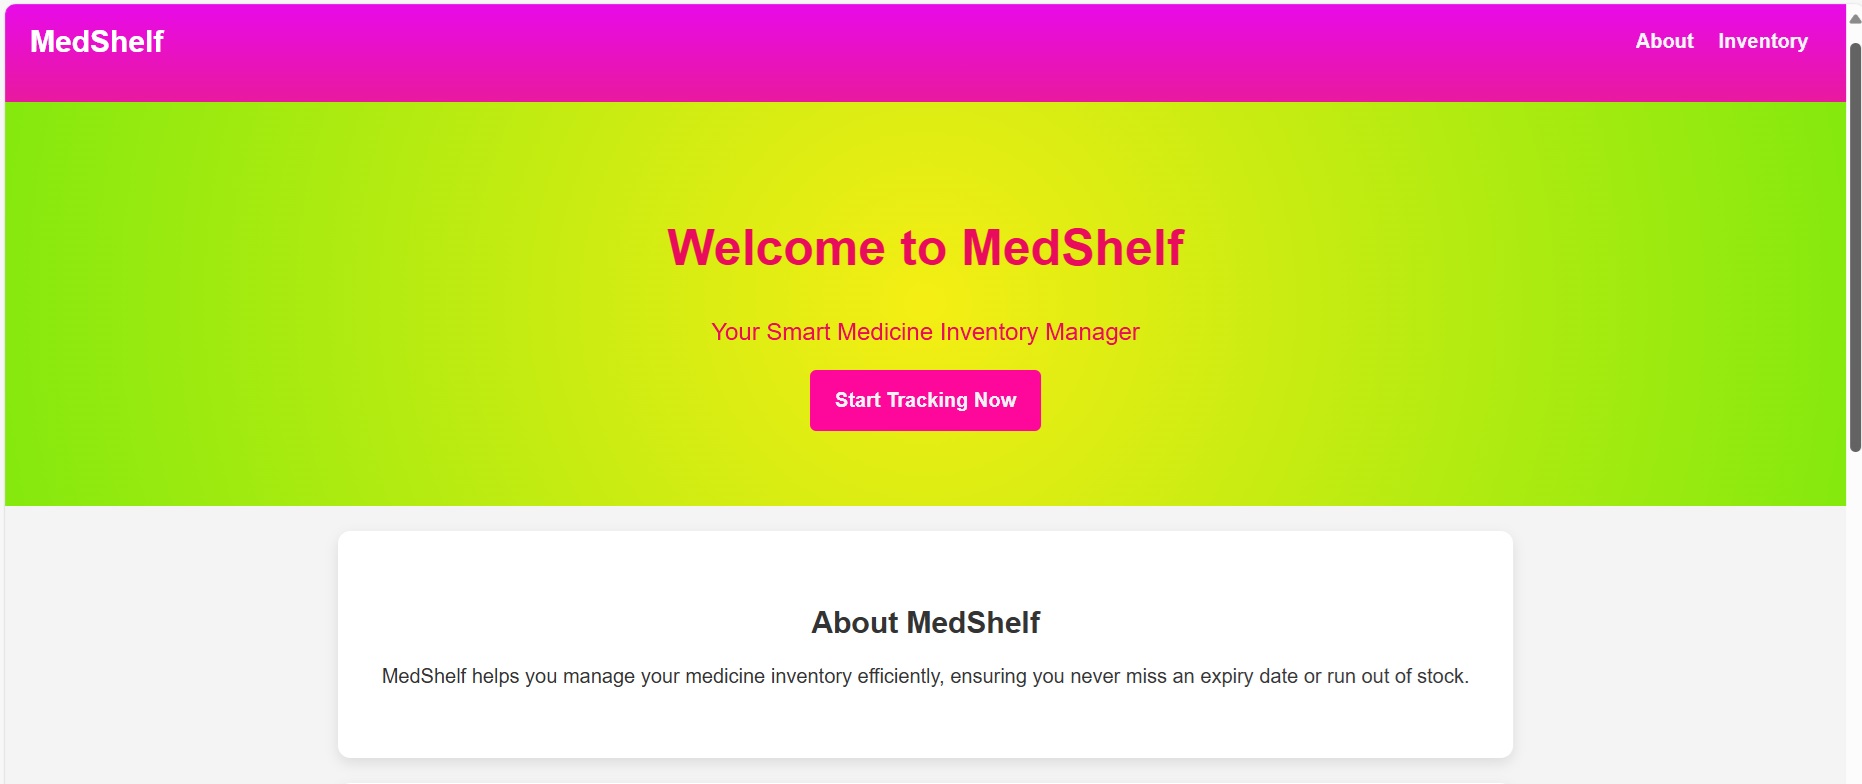 MedShelf
About Inventory
Welcome to MedShelf
Your Smart Medicine Inventory Manager
Start Tracking Now
About MedShelf
MedShelf helps you manage your medicine inventory efficiently, ensuring you never miss an expiry date or run out of stock.